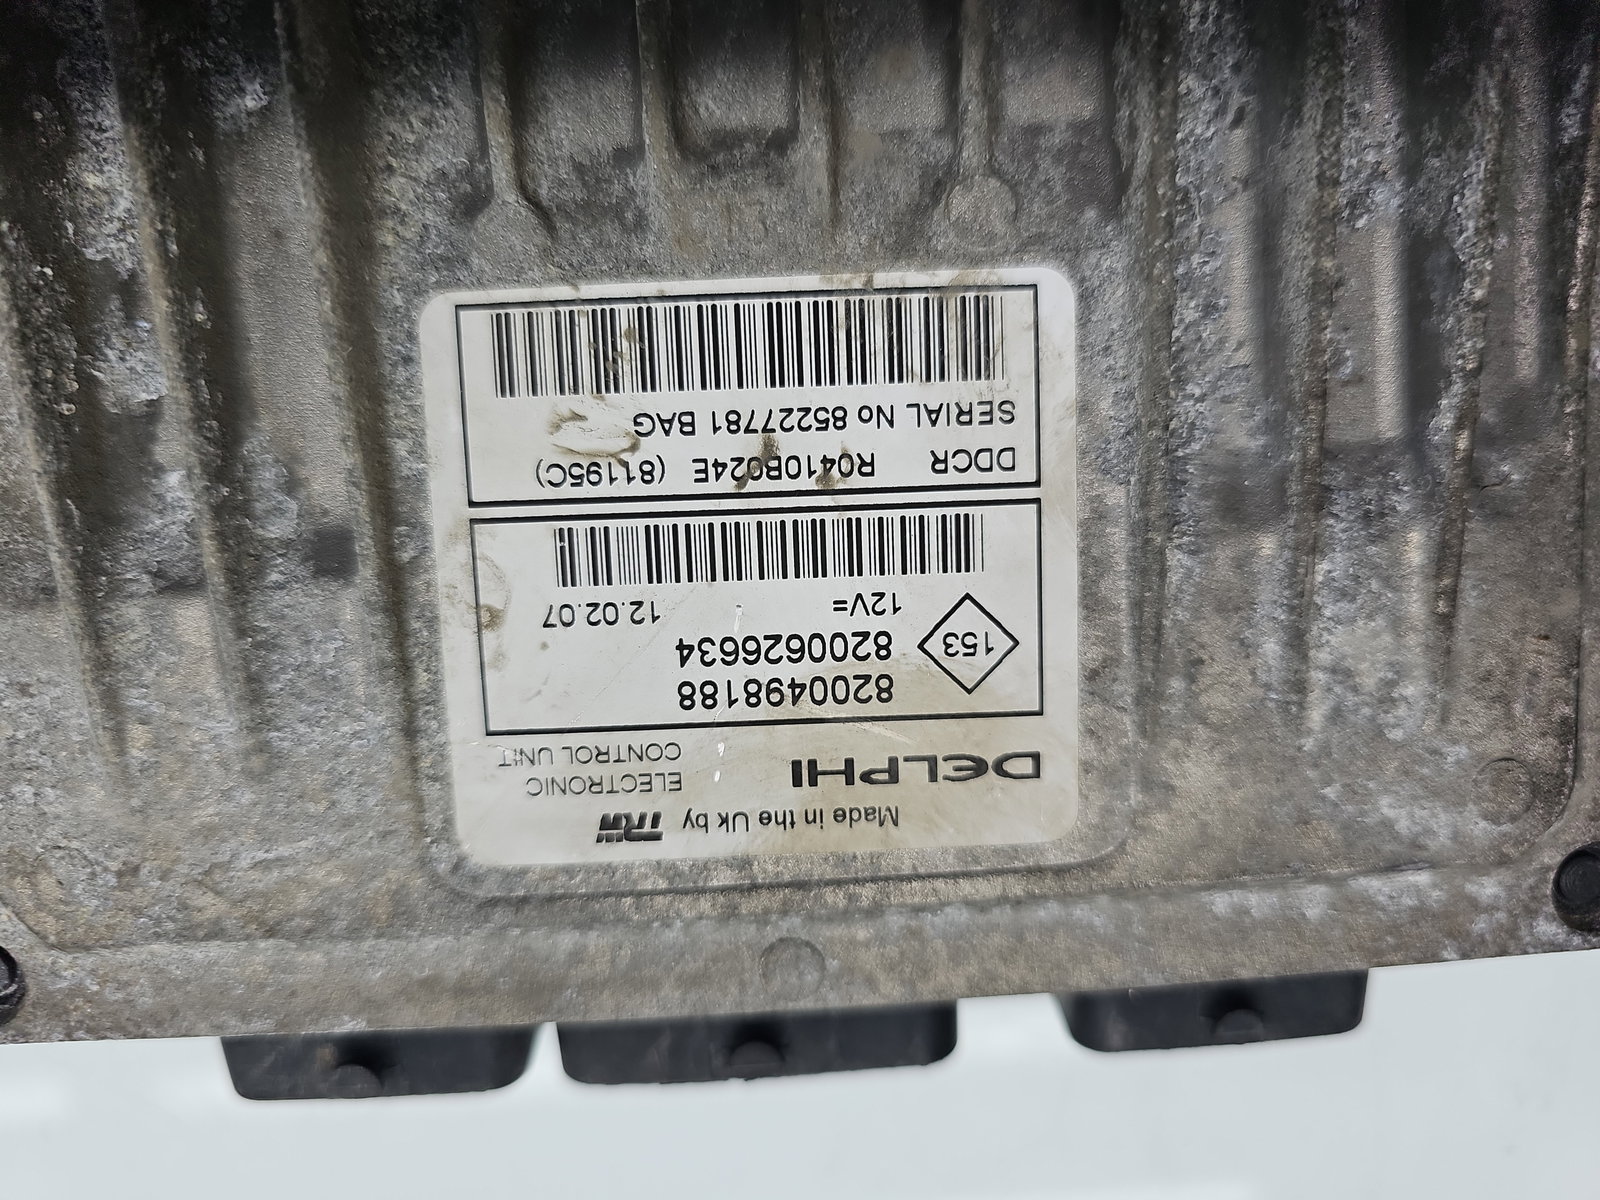 Made in the Uk by TRW
DELPHI
ELECTRONIC
CONTROL UNIT
8200498188
8200626634
153
12V= 12.02.07
DDCR R0410B024E (81195C)
SERIAL No 85227781 BAG